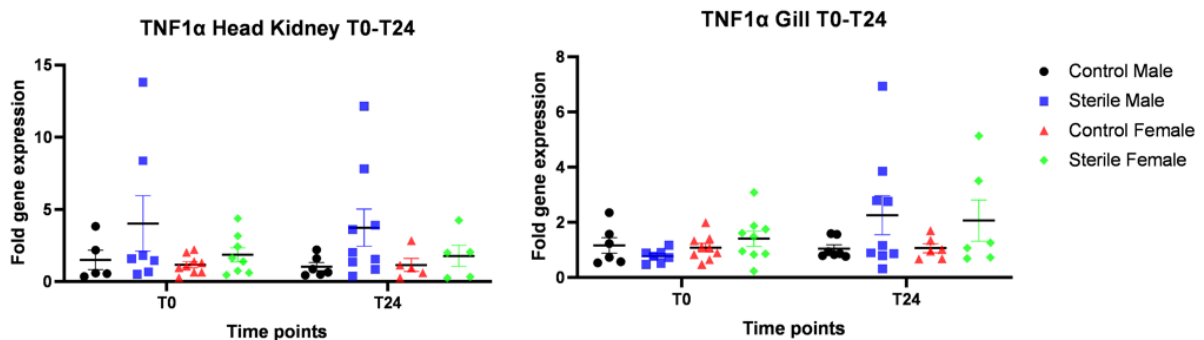 TNF1α Head Kidney T0-T24
Fold gene expression
15
10
5
0
T0
T24
Time points
TNF1α Gill T0-T24
Fold gene expression
8
6
4
2
0
T0
T24
Time points
Control Male
Sterile Male
Control Female
Sterile Female